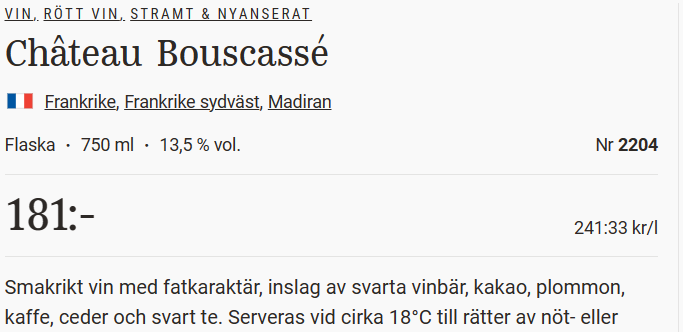 VIN, RÖTT VIN, STRAMT & NYANSERAT
Château Bouscassé
Frankrike, Frankrike sydväst, Madiran
Flaska · 750 ml · 13,5 % vol. Nr 2204
181:-
241:33 kr/l
Smakrikt vin med fatkaraktär, inslag av svarta vinbär, kakao, plommon,
kaffe, ceder och svart te. Serveras vid cirka 18°C till rätter av nöt- eller